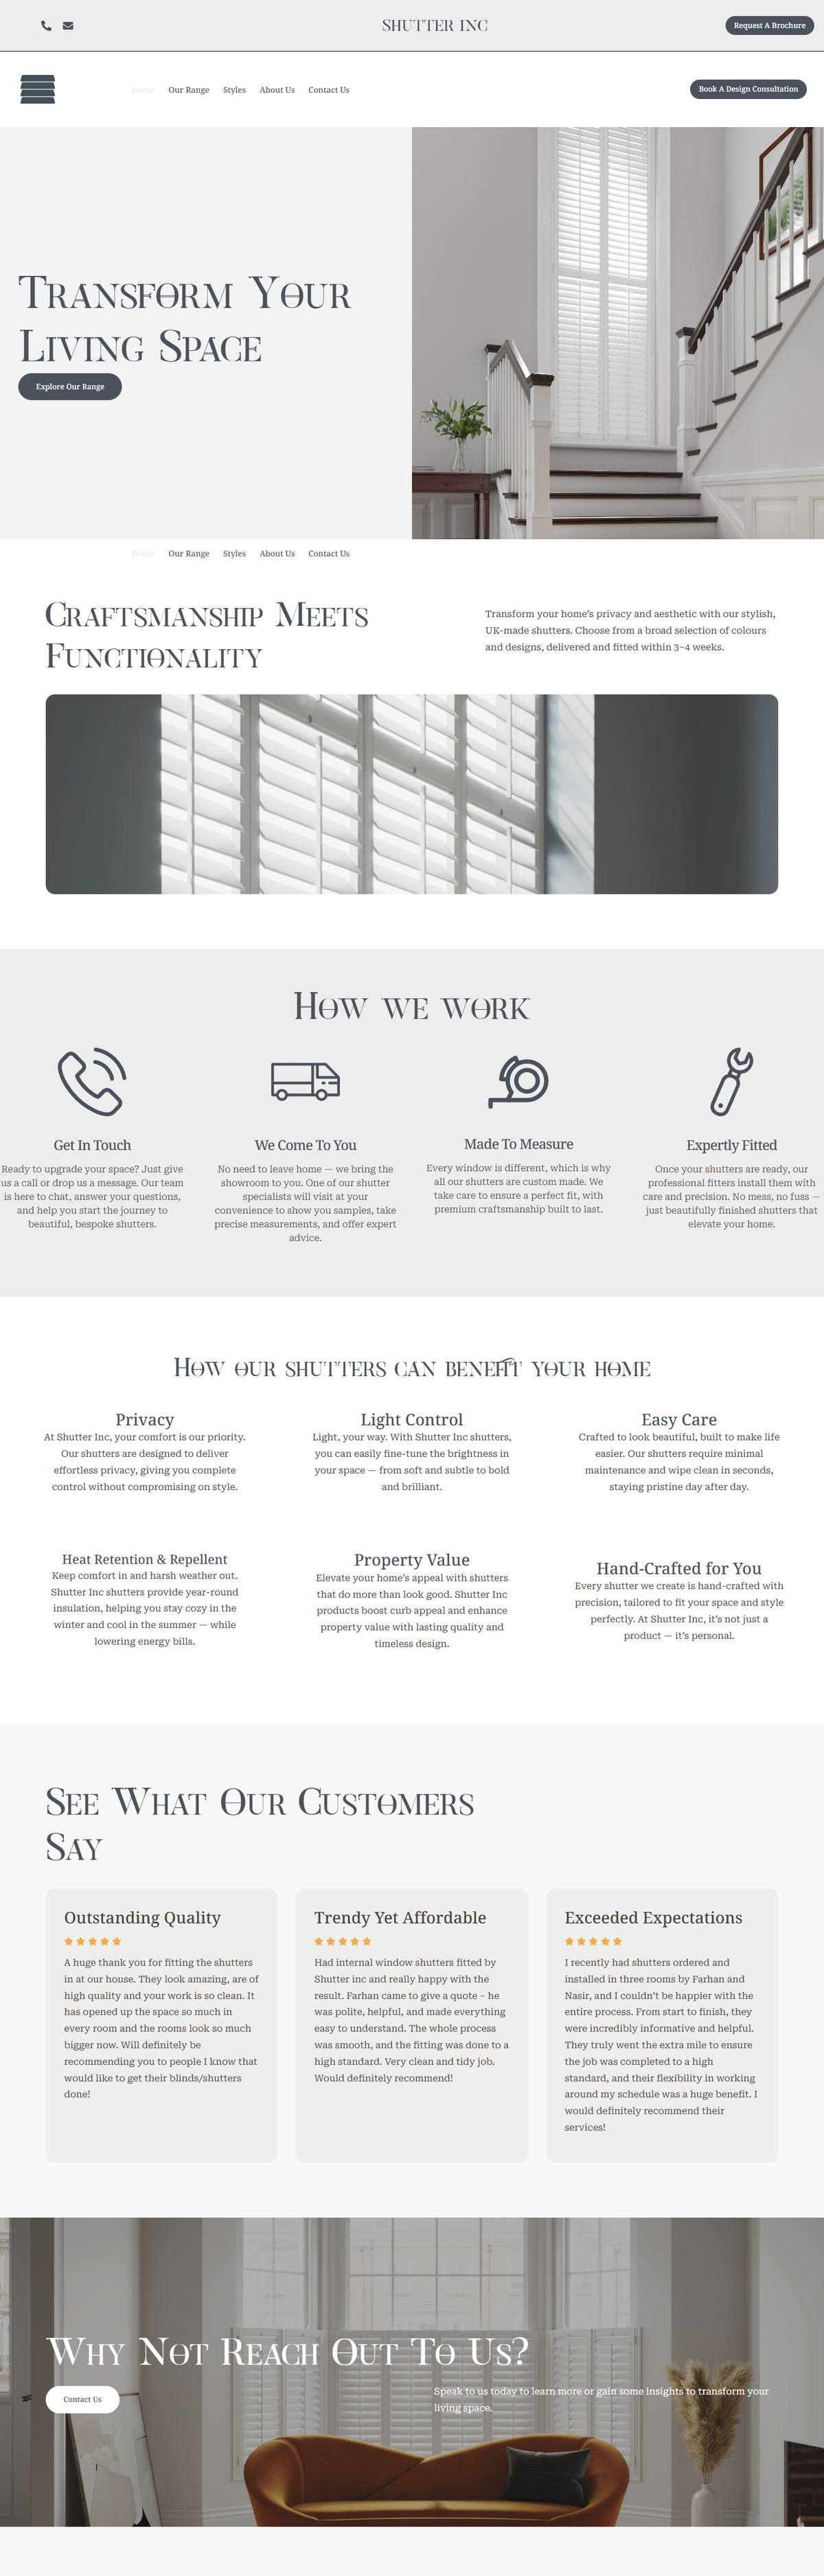 SHUTTER INC
Request A Brochure
Home Our Range Styles About Us Contact Us
Book A Design Consultation
Transform Your
Living Space
Explore Our Range
Home Our Range Styles About Us Contact Us
Craftsmanship Meets
Functionality
Transform your home's privacy and aesthetic with our stylish,
UK-made shutters. Choose from a broad selection of colours
and designs, delivered and fitted within 3–4 weeks.
How we work
Get In Touch
Ready to upgrade your space? Just give
us a call or drop us a message. Our team
is here to chat, answer your questions,
and help you start the journey to
beautiful, bespoke shutters.
We Come To You
No need to leave home — we bring the
showroom to you. One of our shutter
specialists will visit at your
convenience to show you samples, take
precise measurements, and offer expert
advice.
Made To Measure
Every window is different, which is why
all our shutters are custom made. We
take care to ensure a perfect fit, with
premium craftsmanship built to last.
Expertly Fitted
Once your shutters are ready, our
professional fitters install them with
care and precision. No mess, no fuss —
just beautifully finished shutters that
elevate your home.
How our shutters can benefit your home
Privacy
At Shutter Inc, your comfort is our priority.
Our shutters are designed to deliver
effortless privacy, giving you complete
control without compromising on style.
Light Control
Light, your way. With Shutter Inc shutters,
you can easily fine-tune the brightness in
your space — from soft and subtle to bold
and brilliant.
Easy Care
Crafted to look beautiful, built to make life
easier. Our shutters require minimal
maintenance and wipe clean in seconds,
staying pristine day after day.
Heat Retention & Repellent
Keep comfort in and harsh weather out.
Shutter Inc shutters provide year-round
insulation, helping you stay cozy in the
winter and cool in the summer — while
lowering energy bills.
Property Value
Elevate your home's appeal with shutters
that do more than look good. Shutter Inc
products boost curb appeal and enhance
property value with lasting quality and
timeless design.
Hand-Crafted for You
Every shutter we create is hand-crafted with
precision, tailored to fit your space and style
perfectly. At Shutter Inc, it's not just a
product — it's personal.
See What Our Customers
Say
Outstanding Quality
A huge thank you for fitting the shutters
in at our house. They look amazing, are of
high quality and your work is so clean. It
has opened up the space so much in
every room and the rooms look so much
bigger now. Will definitely be
recommending you to people I know that
would like to get their blinds/shutters
done!
Trendy Yet Affordable
Had internal window shutters fitted by
Shutter inc and really happy with the
result. Farhan came to give a quote – he
was polite, helpful, and made everything
easy to understand. The whole process
was smooth, and the fitting was done to a
high standard. Very clean and tidy job.
Would definitely recommend!
Exceeded Expectations
I recently had shutters ordered and
installed in three rooms by Farhan and
Nasir, and I couldn't be happier with the
entire process. From start to finish, they
were incredibly informative and helpful.
They truly went the extra mile to ensure
the job was completed to a high
standard, and their flexibility in working
around my schedule was a huge benefit. I
would definitely recommend their
services!
Why Not Reach Out To Us?
Contact Us
Speak to us today to learn more or gain some insights to transform your
living space.